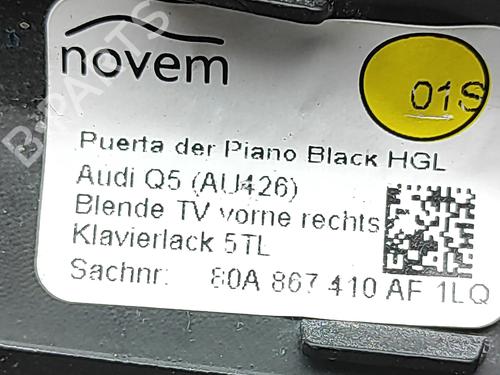 novem
01S
Puerta der Piano Black HGL
Audi Q5 (AU426)
Blende TV vorne rechts
Klavierlack 5TL
Sachnr: 80A 867 410 AF 1LQ
B-PARTS